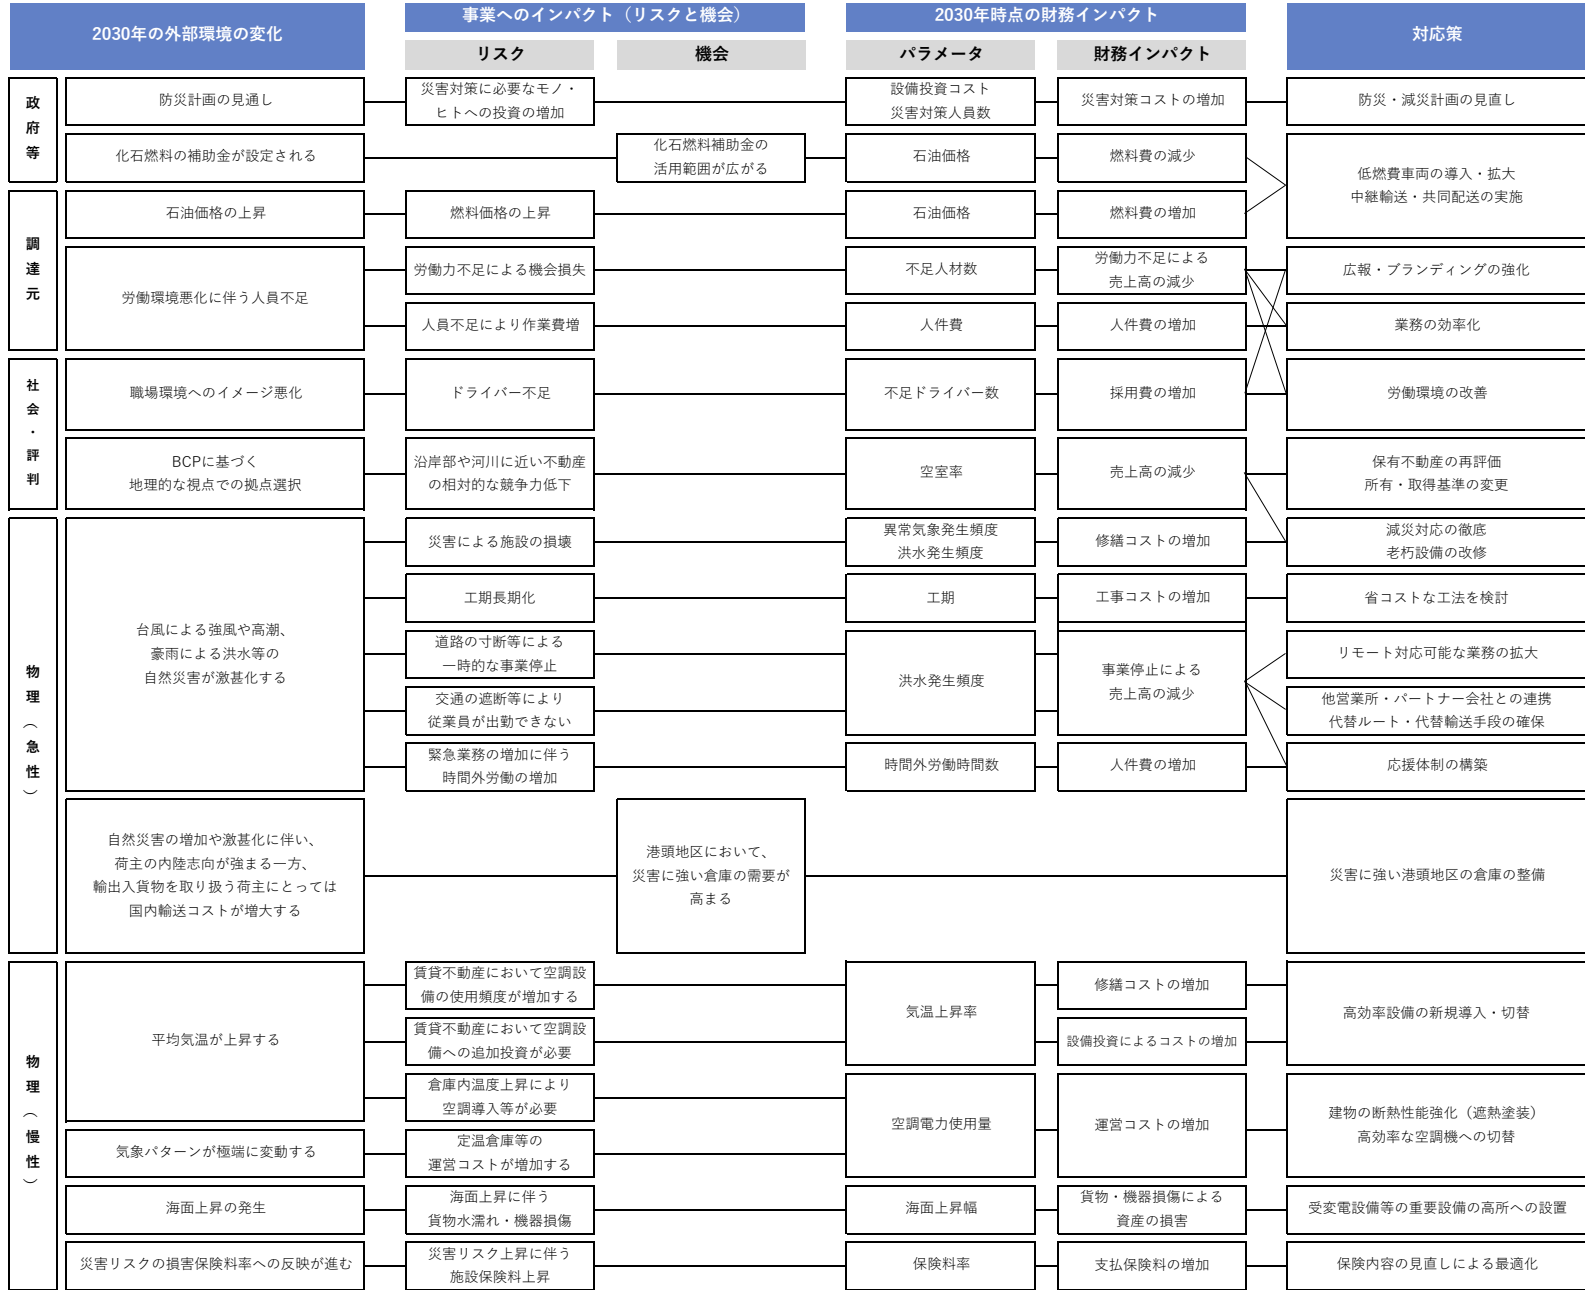 2030年の外部環境の変化
事業へのインパクト（リスクと機会）
2030年時点の財務インパクト
対応策
リスク
機会
パラメータ
財務インパクト
政府等
防災計画の見通し
災害対策に必要なモノ・
ヒトへの投資の増加
設備投資コスト
災害対策人員数
災害対策コストの増加
防災・減災計画の見直し
化石燃料の補助金が設定される
化石燃料補助金の
活用範囲が広がる
石油価格
燃料費の減少
低燃費車両の導入・拡大
中継輸送・共同配送の実施
調達元
石油価格の上昇
燃料価格の上昇
石油価格
燃料費の増加
労働環境悪化に伴う人員不足
労働力不足による機会損失
不足人材数
労働力不足による
売上高の減少
広報・ブランディングの強化
人員不足により作業費増
人件費
人件費の増加
業務の効率化
社会・評判
職場環境へのイメージ悪化
ドライバー不足
不足ドライバー数
採用費の増加
労働環境の改善
BCPに基づく
地理的な視点での拠点選択
沿岸部や河川に近い不動産
の相対的な競争力低下
空室率
売上高の減少
保有不動産の再評価
所有・取得基準の変更
物理（急性）
台風による強風や高潮、
豪雨による洪水等の
自然災害が激甚化する
災害による施設の損壊
異常気象発生頻度
洪水発生頻度
修繕コストの増加
減災対応の徹底
老朽設備の改修
工期長期化
工期
工事コストの増加
省コストな工法を検討
道路の寸断等による
一時的な事業停止
洪水発生頻度
事業停止による
売上高の減少
リモート対応可能な業務の拡大
交通の遮断等により
従業員が出勤できない
他営業所・パートナー会社との連携
代替ルート・代替輸送手段の確保
緊急業務の増加に伴う
時間外労働の増加
時間外労働時間数
人件費の増加
応援体制の構築
自然災害の増加や激甚化に伴い、
荷主の内陸志向が強まる一方、
輸出入貨物を取り扱う荷主にとっては
国内輸送コストが増大する
港頭地区において、
災害に強い倉庫の需要が
高まる
災害に強い港頭地区の倉庫の整備
物理（慢性）
平均気温が上昇する
賃貸不動産において空調設
備の使用頻度が増加する
気温上昇率
修繕コストの増加
高効率設備の新規導入・切替
賃貸不動産において空調設
備への追加投資が必要
設備投資によるコストの増加
倉庫内温度上昇により
空調導入等が必要
空調電力使用量
運営コストの増加
建物の断熱性能強化（遮熱塗装）
高効率な空調機への切替
気象パターンが極端に変動する
定温倉庫等の
運営コストが増加する
海面上昇の発生
海面上昇に伴う
貨物水濡れ・機器損傷
海面上昇幅
貨物・機器損傷による
資産の損害
受変電設備等の重要設備の高所への設置
災害リスクの損害保険料率への反映が進む
災害リスク上昇に伴う
施設保険料上昇
保険料率
支払保険料の増加
保険内容の見直しによる最適化